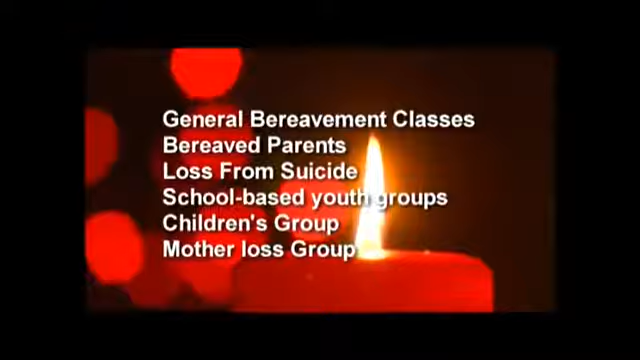 General Bereavement Classes
Bereaved Parents
Loss From Suicide
School-based youth groups
Children's Group
Mother loss Group